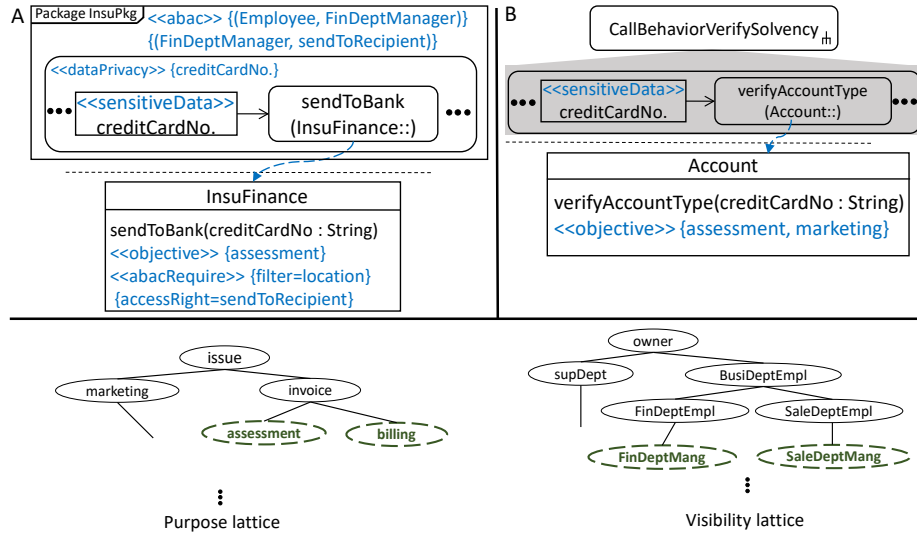 A
Package InsuPkg
<<abac>> {(Employee, FinDeptManager)}
{(FinDeptManager, sendToRecipient)}
<<dataPrivacy>> {creditCardNo.}
<<sensitiveData>>
creditCardNo.
sendToBank
(InsuFinance::)
InsuFinance
sendToBank(creditCardNo : String)
<<objective>> {assessment}
<<abacRequire>> {filter=location}
{accessRight=sendToRecipient}
B
CallBehaviorVerifySolvency
<<sensitiveData>>
creditCardNo.
verifyAccountType
(Account::)
Account
verifyAccountType(creditCardNo : String)
<<objective>> {assessment, marketing}
issue
marketing
invoice
assessment
billing
Purpose lattice
owner
supDept
BusiDeptEmpl
FinDeptEmpl
SaleDeptEmpl
FinDeptMang
SaleDeptMang
Visibility lattice